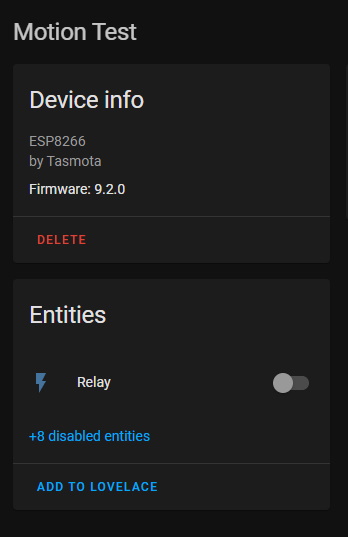 Motion Test
Device info
ESP8266
by Tasmota
Firmware: 9.2.0
DELETE
Entities
Relay
+8 disabled entities
ADD TO LOVELACE